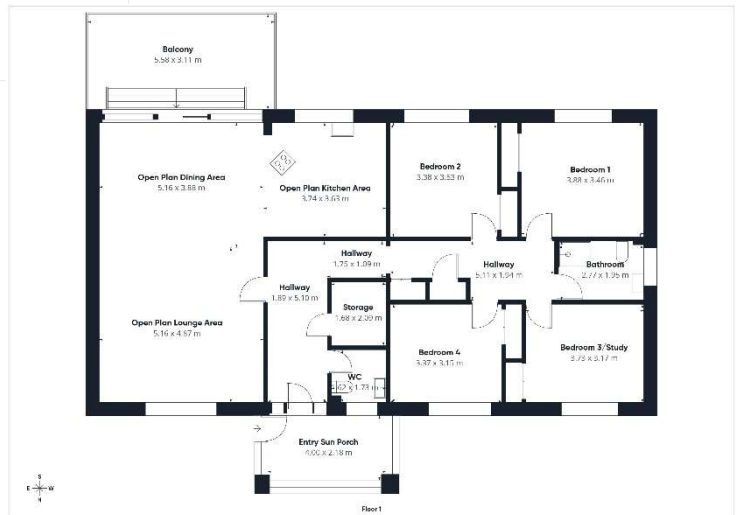 Balcony
5.58 x 3.11 m
Open Plan Dining Area
5.16 x 3.68 m
Open Plan Kitchen Area
3.74 x 3.63 m
Bedroom 2
3.38 x 3.53 m
Bedroom 1
3.88 x 3.46 m
Hallway
1.75 x 1.09 m
Hallway
5.11 x 1.94 m
Bathroom
2.77 x 1.95 m
Hallway
1.89 x 5.10 m
Storage
1.68 x 2.09 m
Open Plan Lounge Area
5.16 x 4.67 m
WC
x 1.73 m
Bedroom 4
3.37 x 3.15 m
Bedroom 3/Study
3.73 x 3.17 m
Entry Sun Porch
4.00 x 2.18 m
S
E W
N
Floor 1